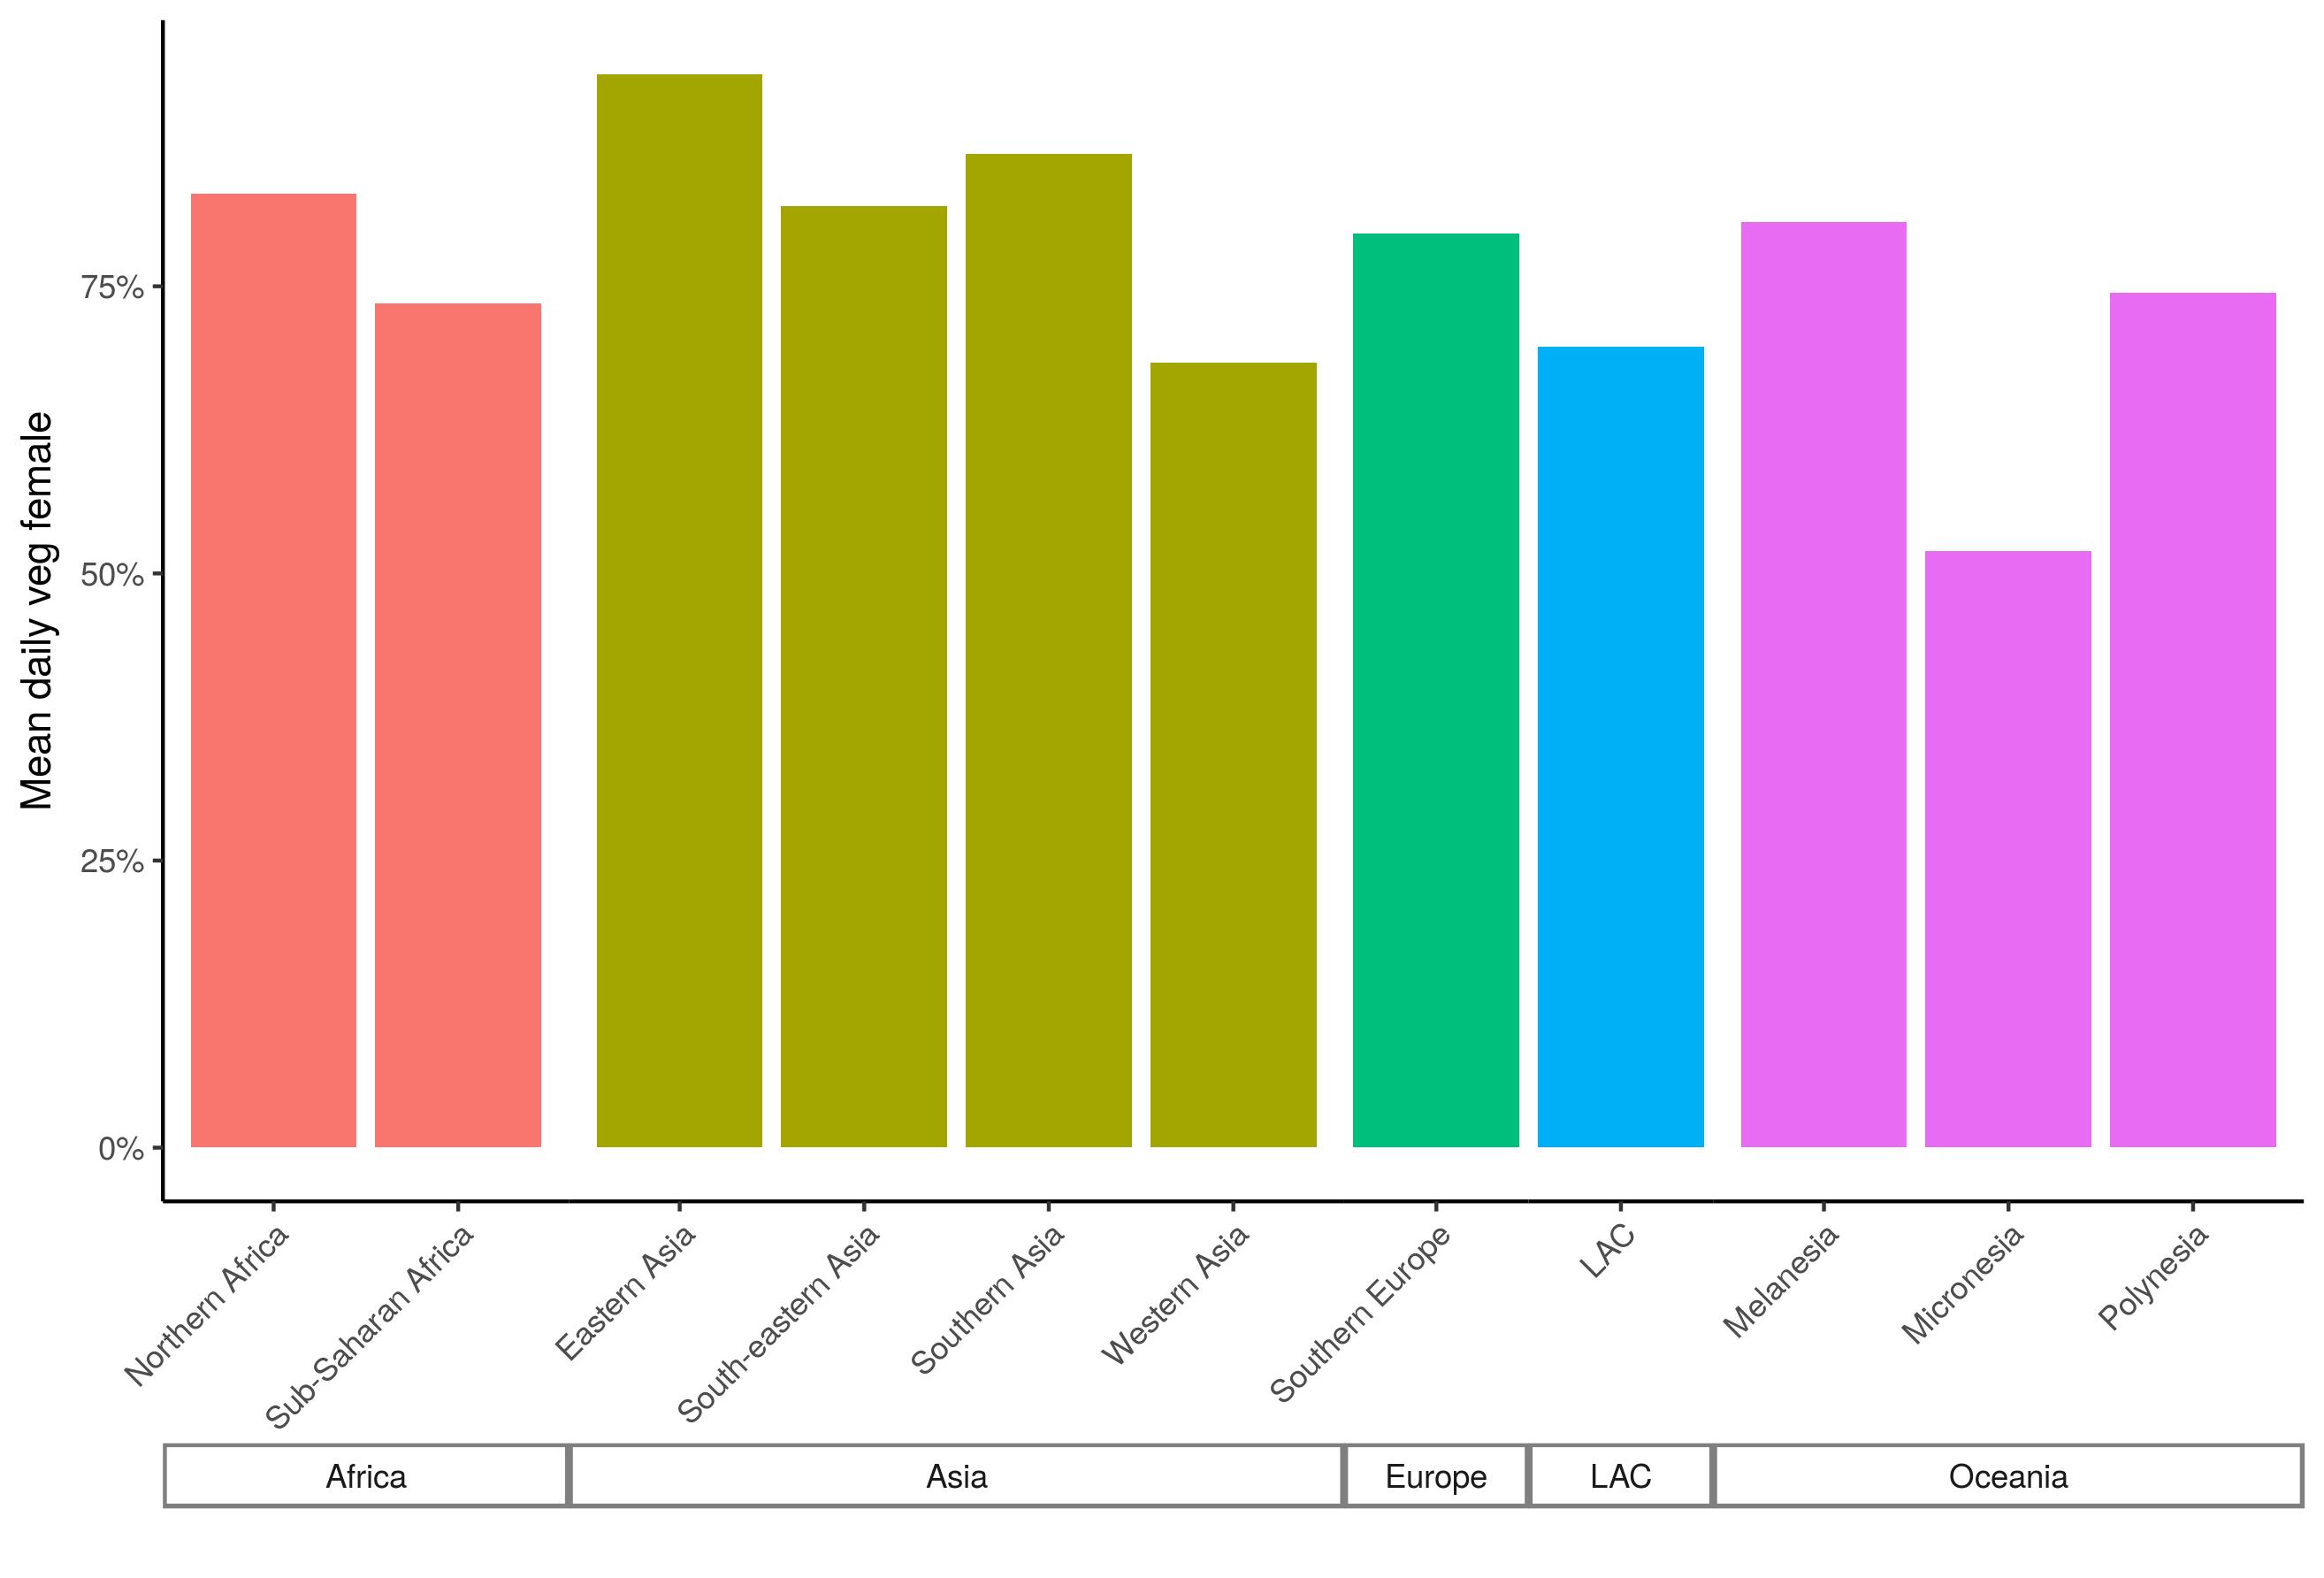 Mean daily veg female
75%
50%
25%
0%
Northern Africa
Sub-Saharan Africa
Eastern Asia
South-eastern Asia
Southern Asia
Western Asia
Southern Europe
LAC
Melanesia
Micronesia
Polynesia
Africa
Asia
Europe
LAC
Oceania